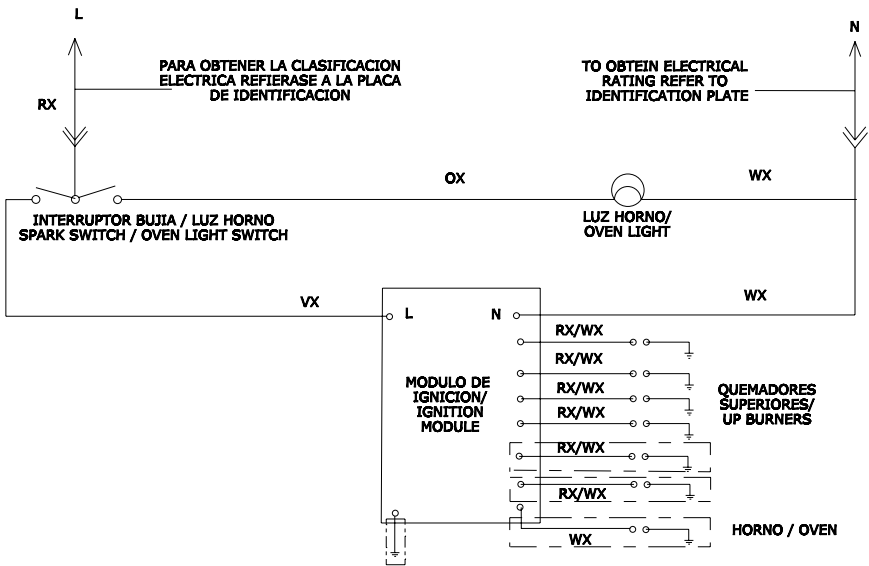 L
N
PARA OBTENER LA CLASIFICACION
ELECTRICA REFIERASE A LA PLACA
DE IDENTIFICACION
TO OBTEIN ELECTRICAL
RATING REFER TO
IDENTIFICATION PLATE
RX
OX
WX
INTERRUPTOR BUJIA / LUZ HORNO
SPARK SWITCH / OVEN LIGHT SWITCH
LUZ HORNO/
OVEN LIGHT
VX
WX
L
N
RX/WX
RX/WX
RX/WX
RX/WX
RX/WX
RX/WX
MODULO DE
IGNICION/
IGNITION
MODULE
QUEMADORES
SUPERIORES/
UP BURNERS
WX
HORNO / OVEN